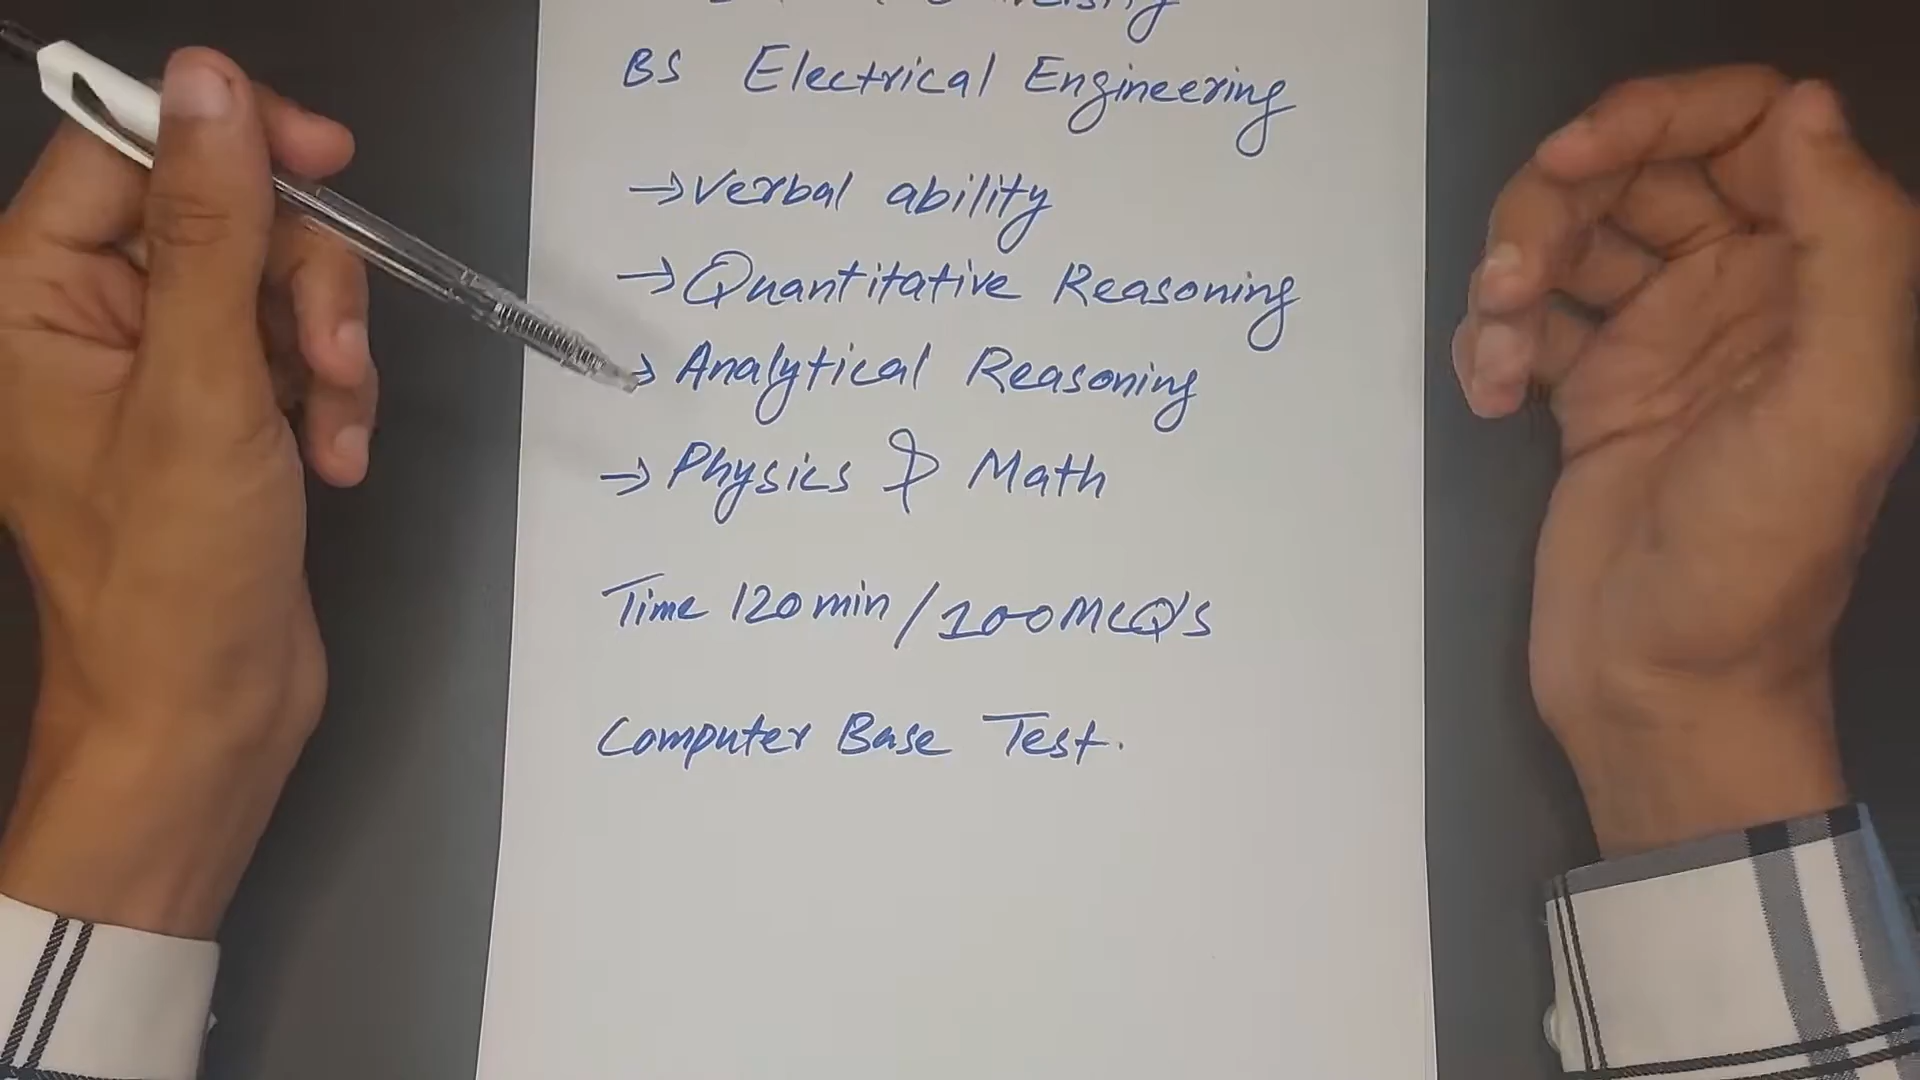 BS Electrical Engineering
→ Verbal ability
→ Quantitative Reasoning
→ Analytical Reasoning
→ Physics & Math
Time 120 min / 100 MCQ'S
Computer Base Test.